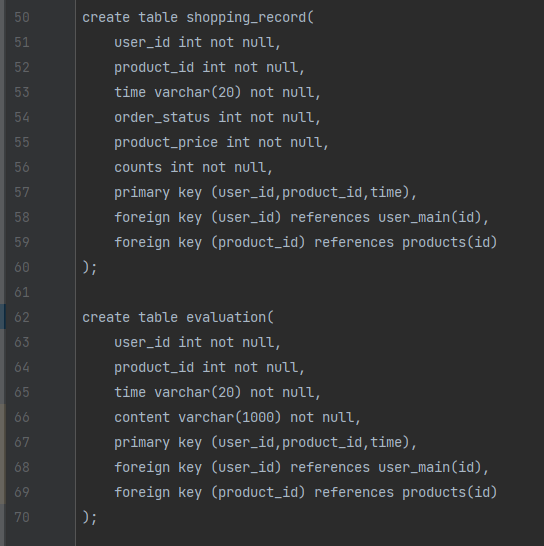 50 create table shopping_record(
51     user_id int not null,
52     product_id int not null,
53     time varchar(20) not null,
54     order_status int not null,
55     product_price int not null,
56     counts int not null,
57     primary key (user_id,product_id,time),
58     foreign key (user_id) references user_main(id),
59     foreign key (product_id) references products(id)
60 );
61
62 create table evaluation(
63     user_id int not null,
64     product_id int not null,
65     time varchar(20) not null,
66     content varchar(1000) not null,
67     primary key (user_id,product_id,time),
68     foreign key (user_id) references user_main(id),
69     foreign key (product_id) references products(id)
70 );